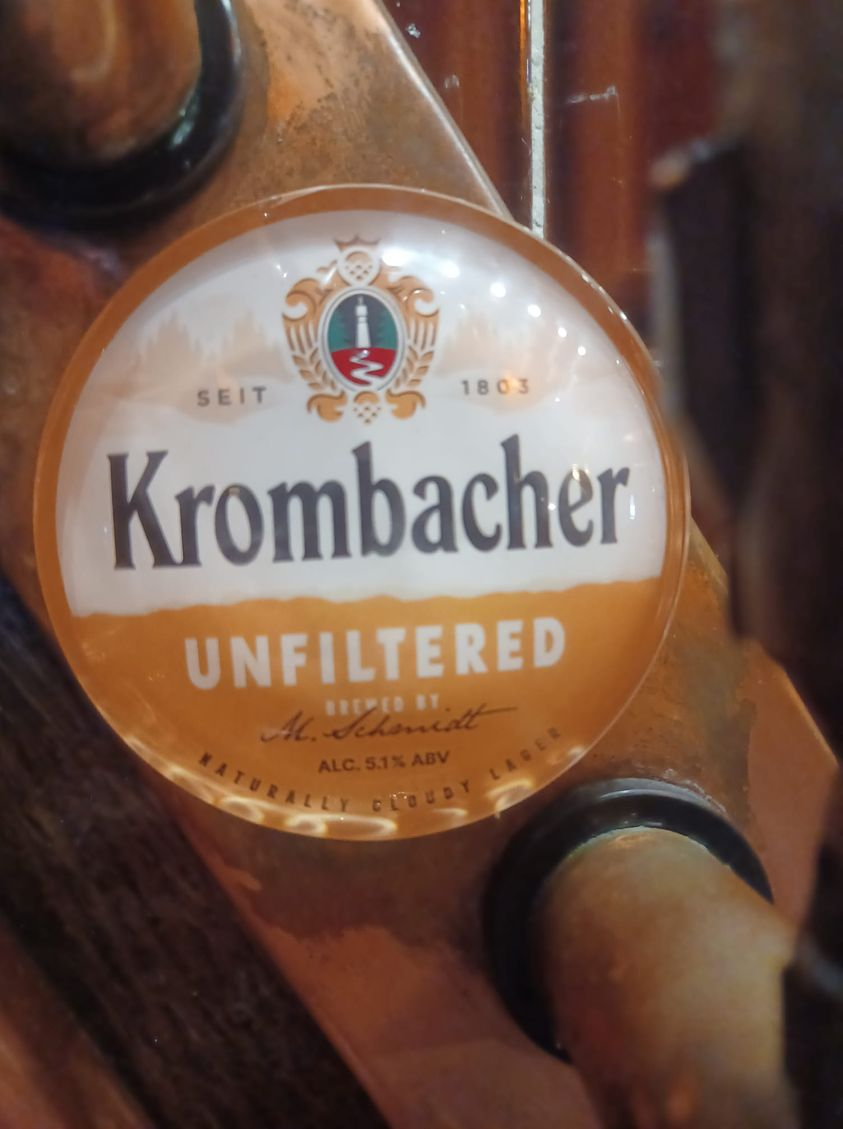 SEIT 1803
Krombacher
UNFILTERED
BREWED BY
M. Schmidt
ALC. 5.1% ABV
NATURALLY CLOUDY LAGER